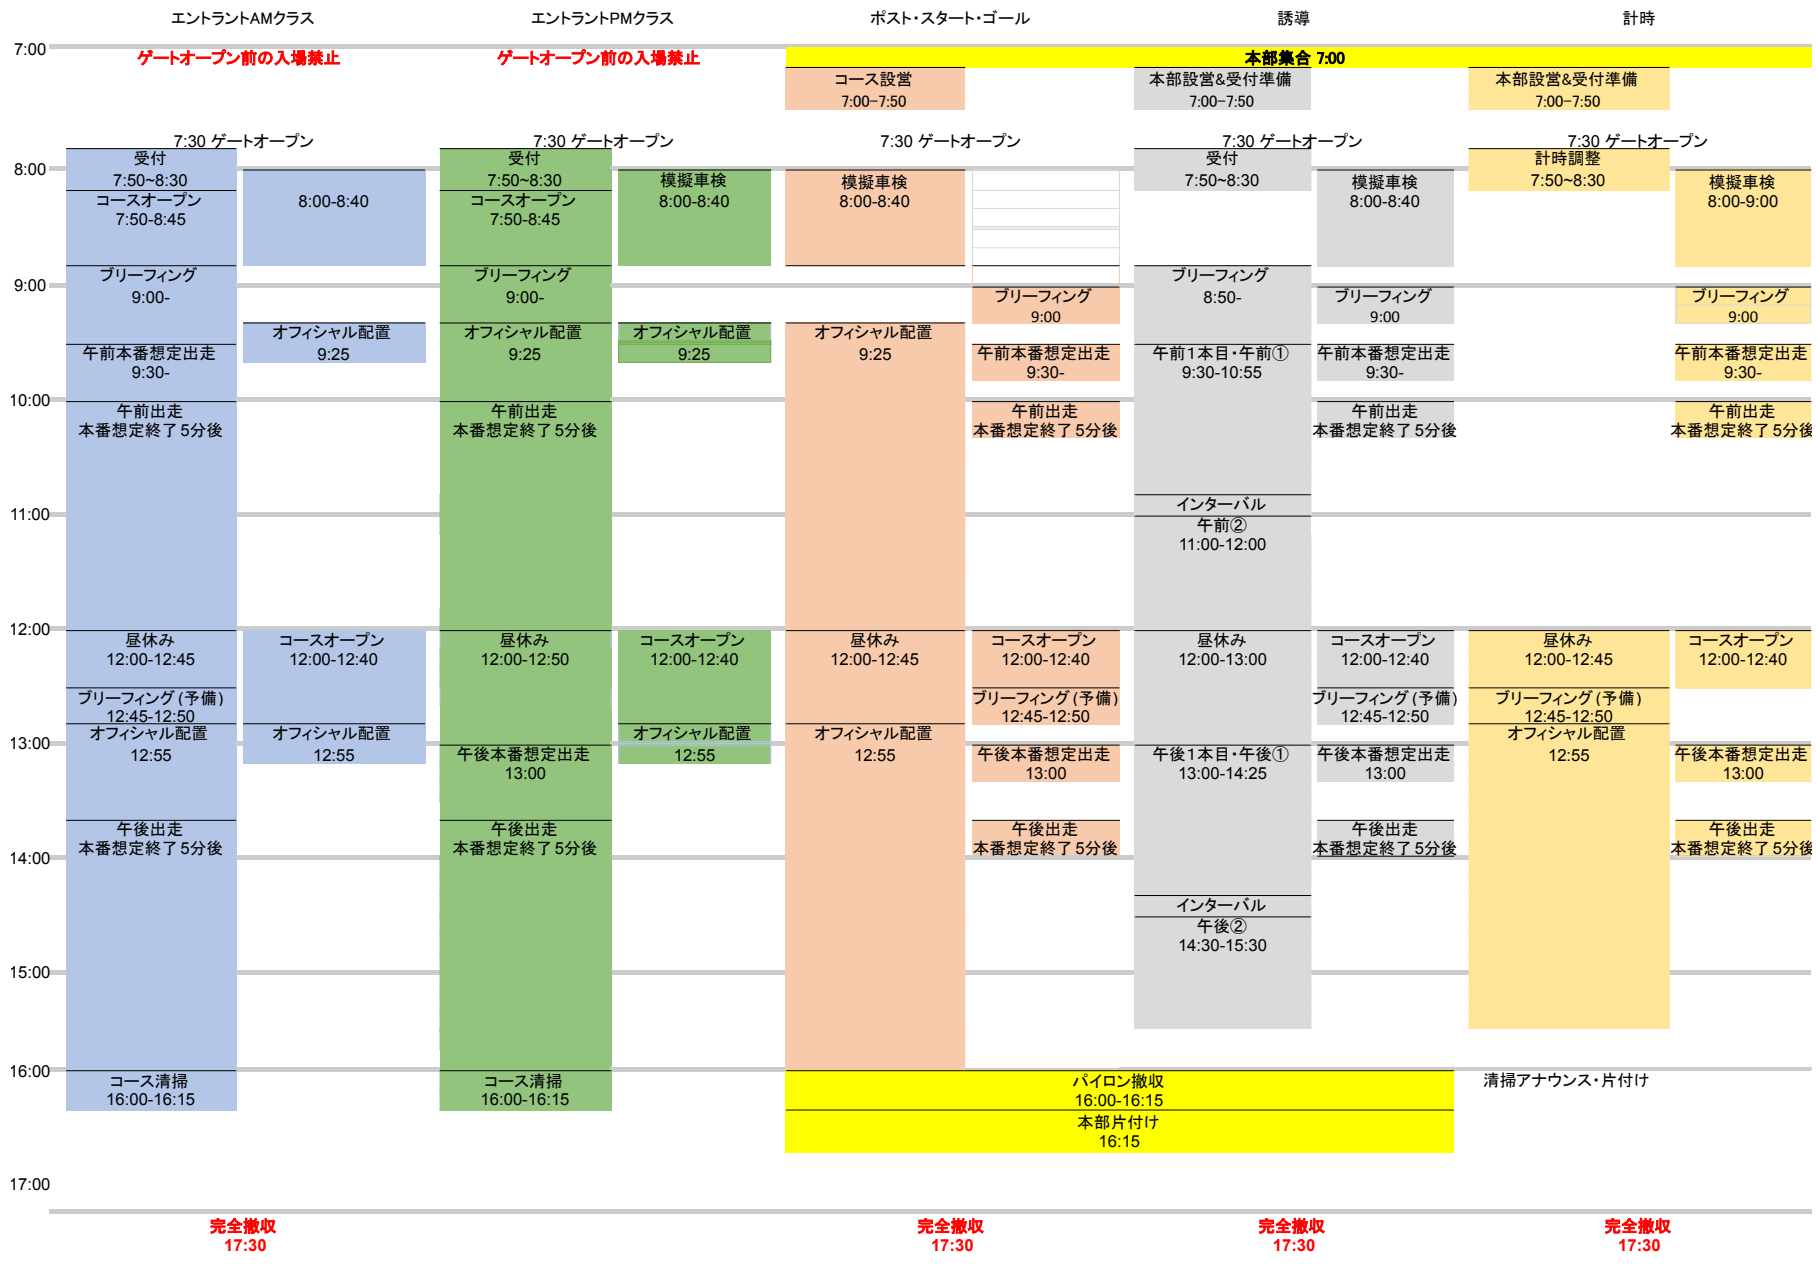 エントラントAMクラス エントラントPMクラス ポスト・スタート・ゴール 誘導 計時
7:00
ゲートオープン前の入場禁止 ゲートオープン前の入場禁止 本部集合 7:00
コース設営 本部設営&受付準備 本部設営&受付準備
7:00-7:50 7:00-7:50 7:00-7:50
7:30 ゲートオープン 7:30 ゲートオープン 7:30 ゲートオープン 7:30 ゲートオープン 7:30 ゲートオープン
受付 受付 受付 計時調整
8:00
7:50~8:30 7:50~8:30 模擬車検 模擬車検 7:50~8:30 模擬車検 7:50~8:30 模擬車検
コースオープン 8:00-8:40 コースオープン 8:00-8:40 8:00-8:40 8:00-8:40 8:00-9:00
7:50-8:45 7:50-8:45
ブリーフィング ブリーフィング ブリーフィング
9:00
9:00- 9:00- ブリーフィング 8:50- ブリーフィング ブリーフィング
9:00 9:00 9:00
オフィシャル配置 オフィシャル配置 オフィシャル配置 オフィシャル配置
午前本番想定出走 9:25 9:25 9:25 9:25 午前本番想定出走 午前1本目・午前① 午前本番想定出走 午前本番想定出走
9:30- 9:30- 9:30-10:55 9:30- 9:30-
10:00
午前出走 午前出走 午前出走 午前出走 午前出走
本番想定終了5分後 本番想定終了5分後 本番想定終了5分後 本番想定終了5分後 本番想定終了5分後
インターバル
11:00
午前②
11:00-12:00
12:00
昼休み コースオープン 昼休み コースオープン 昼休み コースオープン 昼休み コースオープン 昼休み コースオープン
12:00-12:45 12:00-12:40 12:00-12:50 12:00-12:40 12:00-12:45 12:00-12:40 12:00-13:00 12:00-12:40 12:00-12:45 12:00-12:40
ブリーフィング(予備) ブリーフィング(予備) ブリーフィング(予備) ブリーフィング(予備)
12:45-12:50 12:45-12:50 12:45-12:50 12:45-12:50
オフィシャル配置 オフィシャル配置 オフィシャル配置 オフィシャル配置 オフィシャル配置
13:00
12:55 12:55 午後本番想定出走 12:55 12:55 午後本番想定出走 午後1本目・午後① 午後本番想定出走 12:55 午後本番想定出走
13:00 13:00 13:00-14:25 13:00 13:00
午後出走 午後出走 午後出走 午後出走 午後出走
本番想定終了5分後 本番想定終了5分後 本番想定終了5分後 本番想定終了5分後 本番想定終了5分後
14:00
インターバル
午後②
14:30-15:30
15:00
16:00
コース清掃 コース清掃 パイロン撤収 清掃アナウンス・片付け
16:00-16:15 16:00-16:15 16:00-16:15
本部片付け
16:15
17:00
完全撤収 完全撤収 完全撤収 完全撤収
17:30 17:30 17:30 17:30